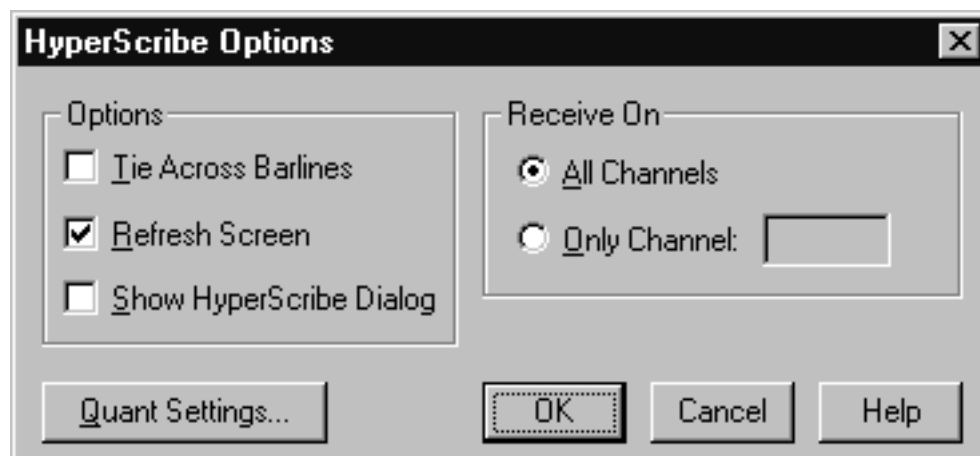 HyperScribe Options
Options
Tie Across Barlines
Refresh Screen
Show HyperScribe Dialog
Receive On
All Channels
Only Channel:
Quant Settings...
OK
Cancel
Help